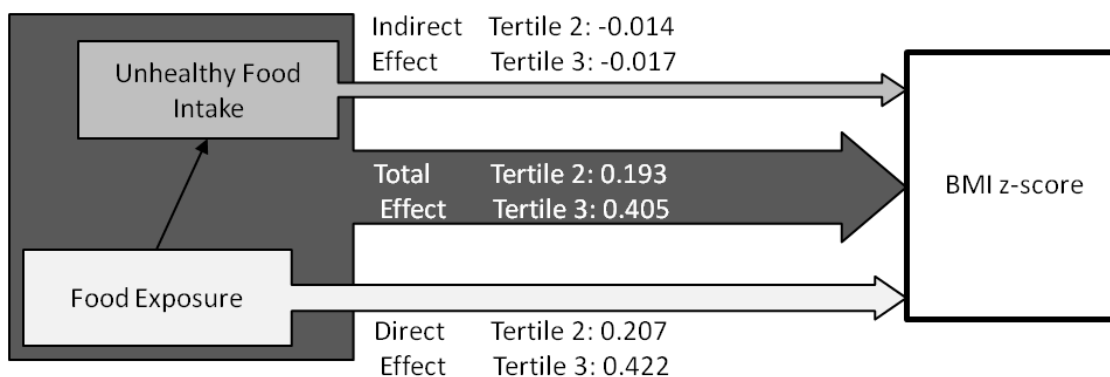 Indirect Tertile 2: -0.014
Effect Tertile 3: -0.017
Unhealthy Food
Intake
Total Tertile 2: 0.193
Effect Tertile 3: 0.405
BMI z-score
Food Exposure
Direct Tertile 2: 0.207
Effect Tertile 3: 0.422